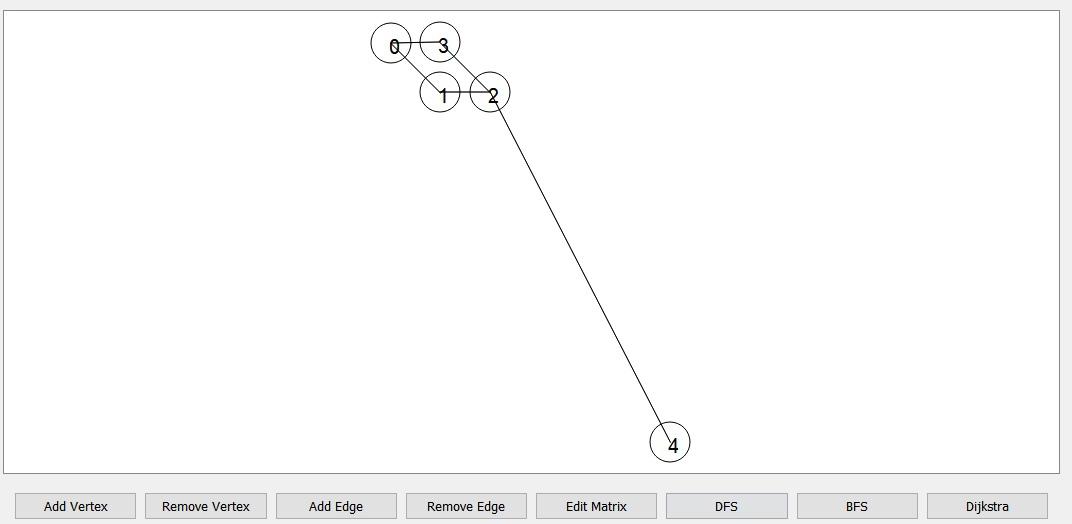 0 3
1 2
4
Add Vertex Remove Vertex Add Edge Remove Edge Edit Matrix DFS BFS Dijkstra